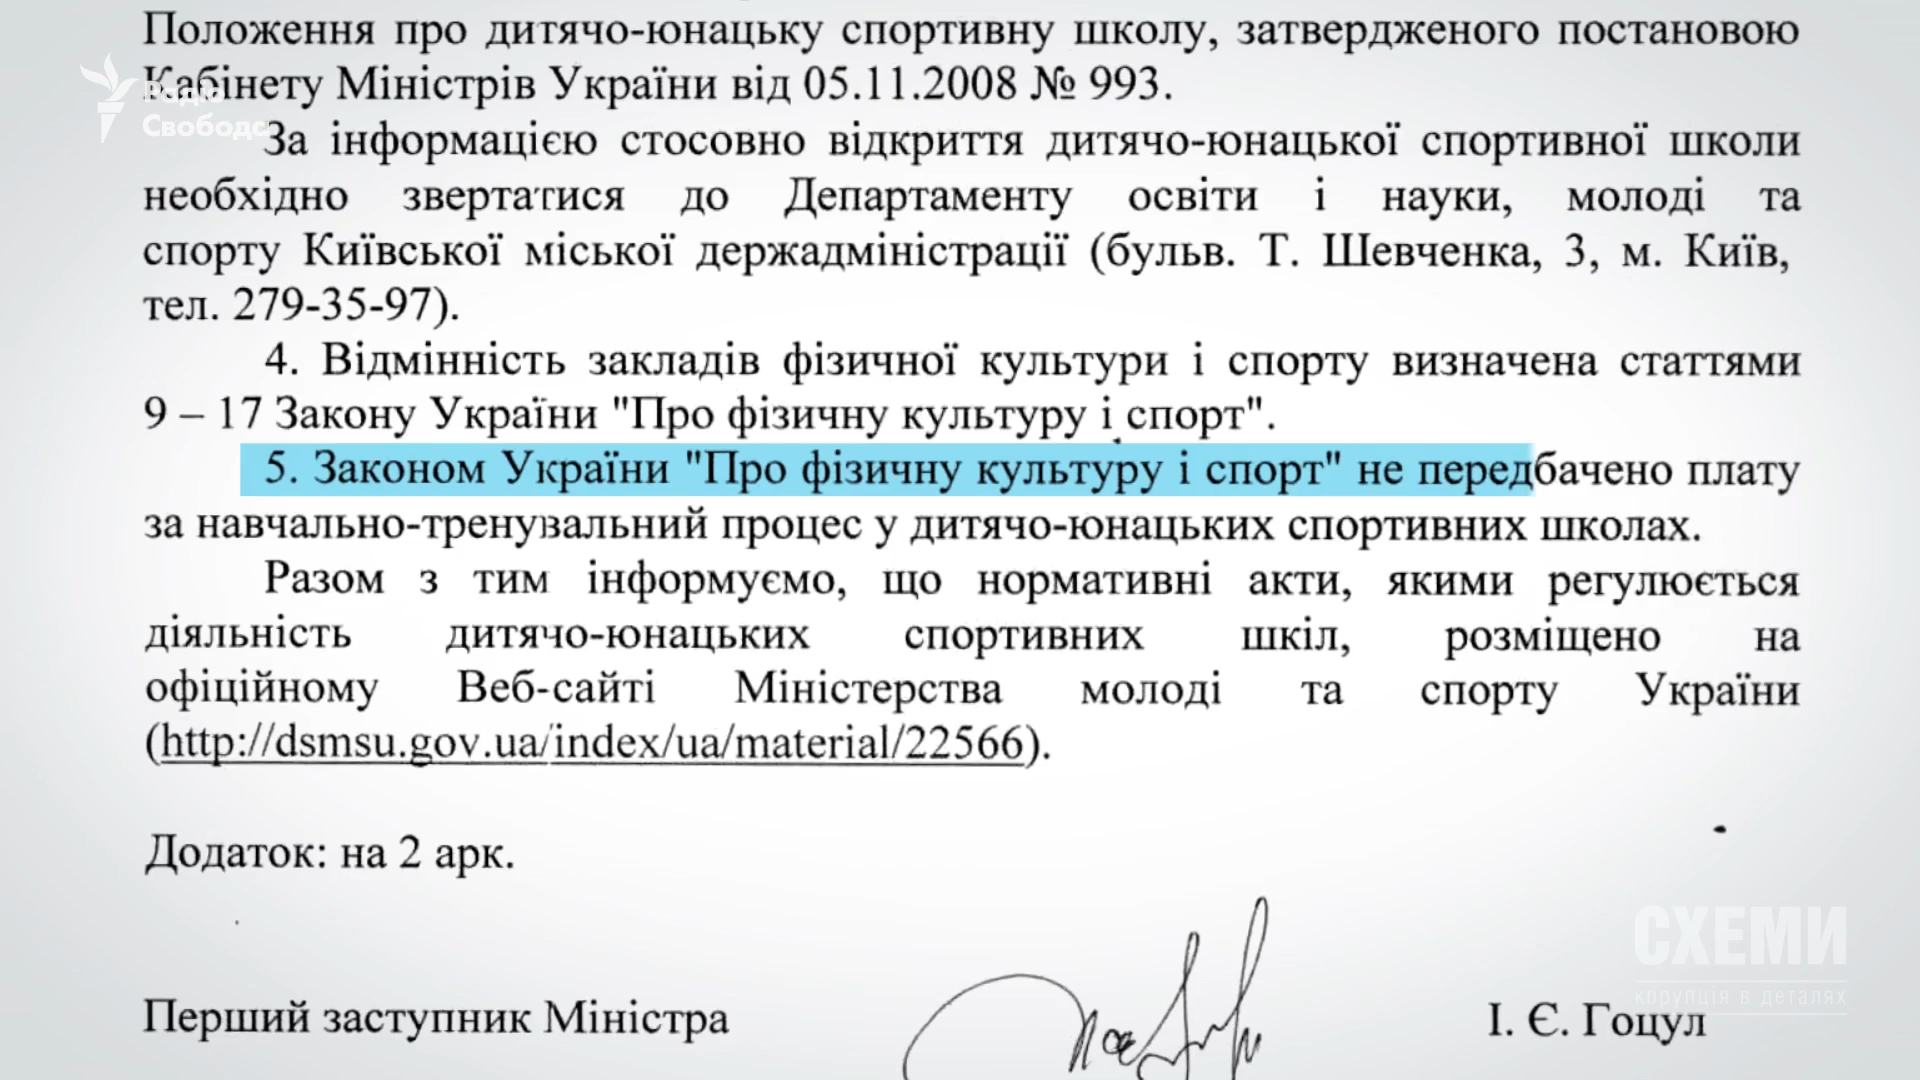 Положення про дитячо-юнацьку спортивну школу, затвердженого постановою
Кабінету Міністрів України від 05.11.2008 № 993.
Радіо
Свобода
За інформацією стосовно відкриття дитячо-юнацької спортивної школи
необхідно звертатися до Департаменту освіти і науки, молоді та
спорту Київської міської держадміністрації (бульв. Т. Шевченка, 3, м. Київ,
тел. 279-35-97).
4. Відмінність закладів фізичної культури і спорту визначена статтями
9 – 17 Закону України "Про фізичну культуру і спорт".
5. Законом України "Про фізичну культуру і спорт" не передбачено плату
за навчально-тренувальний процес у дитячо-юнацьких спортивних школах.
Разом з тим інформуємо, що нормативні акти, якими регулюється
діяльність дитячо-юнацьких спортивних шкіл, розміщено на
офіційному Веб-сайті Міністерства молоді та спорту України
(http://dsmsu.gov.ua/index/ua/material/22566).
Додаток: на 2 арк.
СХЕМИ
корупція в деталях
Перший заступник Міністра
І. Є. Гоцул